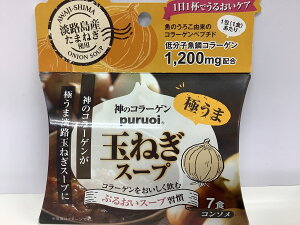 AWAJI-SHIMA
淡路島産
たまねぎ
使用
ONION SOUP
1日1杯でうるおいケア
魚のうろこ由来の
コラーゲンペプチド
1包(1食)
あたり
低分子魚鱗コラーゲン
1,200mg配合
神のコラーゲンが
極うま淡路玉ねぎスープに
神のコラーゲン
puruoi
極うま
玉ねぎ
スープ
コラーゲンをおいしく飲む
ぷるおいスープ習慣
7食
コンソメ